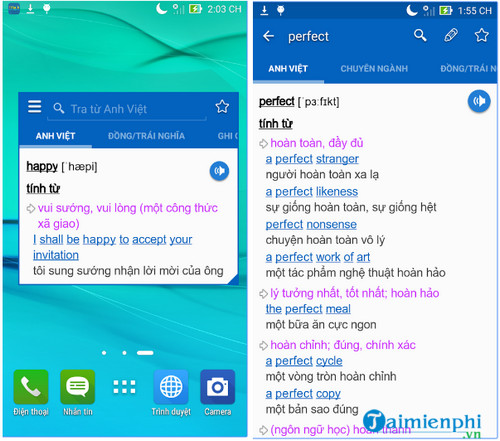 2:03 CH
Tra từ Anh Việt
ANH VIỆT
ĐỒNG/TRÁI NGHĨA
GHI C
happy [ˈhæpi]
tính từ
vui sướng, vui lòng (một công thức
xã giao)
I shall be happy to accept your
invitation
tôi sung sướng nhận lời mời của ông
Điện thoại
Nhắn tin
Trình duyệt
Camera
1:55 CH
perfect
ANH VIỆT
CHUYÊN NGÀNH
ĐỒNG/TRÁI N
perfect [ˈpɜːfɪkt]
tính từ
hoàn toàn, đầy đủ
a perfect stranger
người hoàn toàn xa lạ
a perfect likeness
sự giống hoàn toàn, sự giống hệt
perfect nonsense
chuyện hoàn toàn vô lý
a perfect work of art
một tác phẩm nghệ thuật hoàn hảo
lý tưởng nhất, tốt nhất; hoàn hảo
the perfect meal
một bữa ăn cực ngon
hoàn chỉnh; đúng, chính xác
a perfect cycle
một vòng tròn hoàn chỉnh
a perfect copy
một bản sao đúng
(ngôn ngữ học) hoàn thành
Taimienphi
.vn